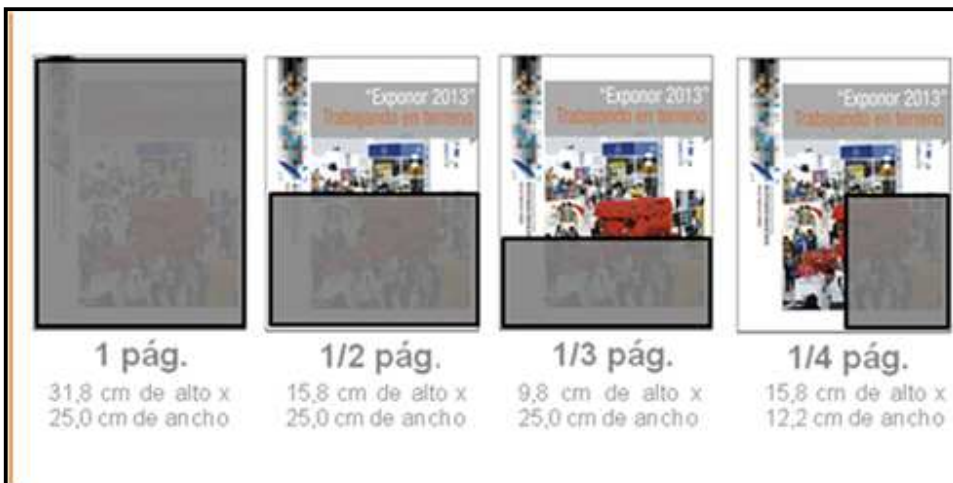 "Exponor 2013"
Trabajando en terreno
"Exponor 2013"
Trabajando en terreno
"Exponor 2013"
Trabajando en terreno
1 pág.
31,8 cm de alto x
25,0 cm de ancho
1/2 pág.
15,8 cm de alto x
25,0 cm de ancho
1/3 pág.
9,8 cm de alto x
25,0 cm de ancho
1/4 pág.
15,8 cm de alto x
12,2 cm de ancho